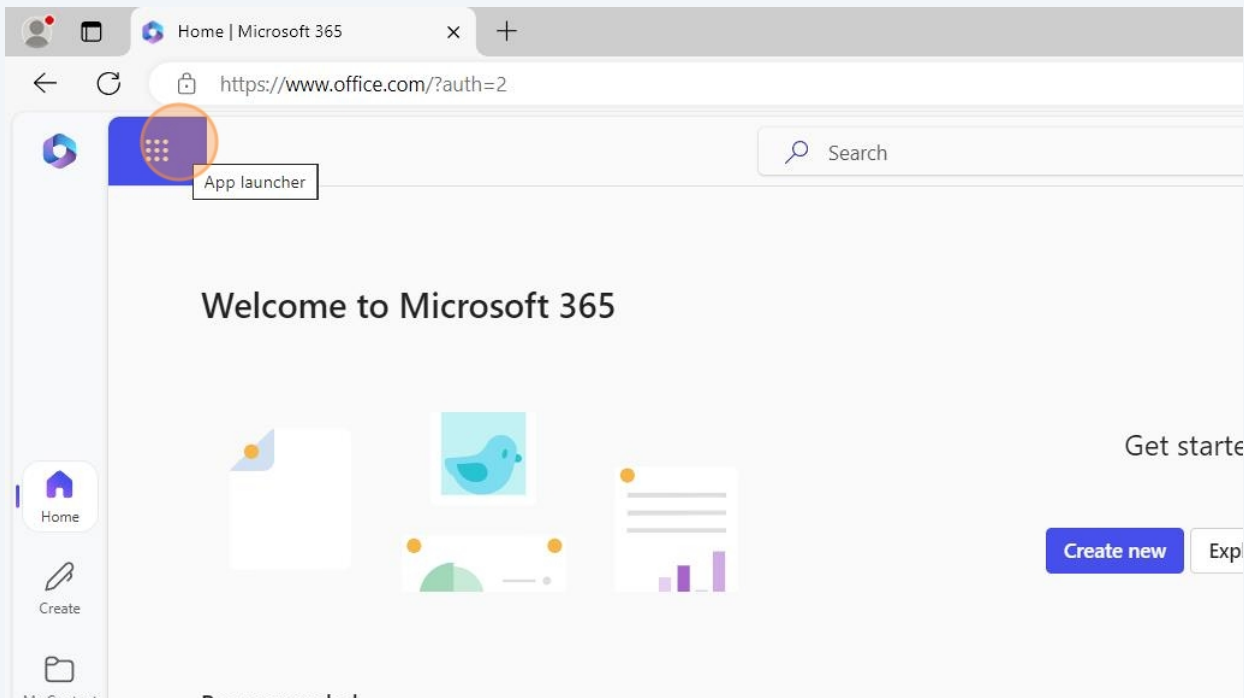 Home | Microsoft 365
https://www.office.com/?auth=2
Search
App launcher
Welcome to Microsoft 365
Get starte
Create new
Expl
Home
Create